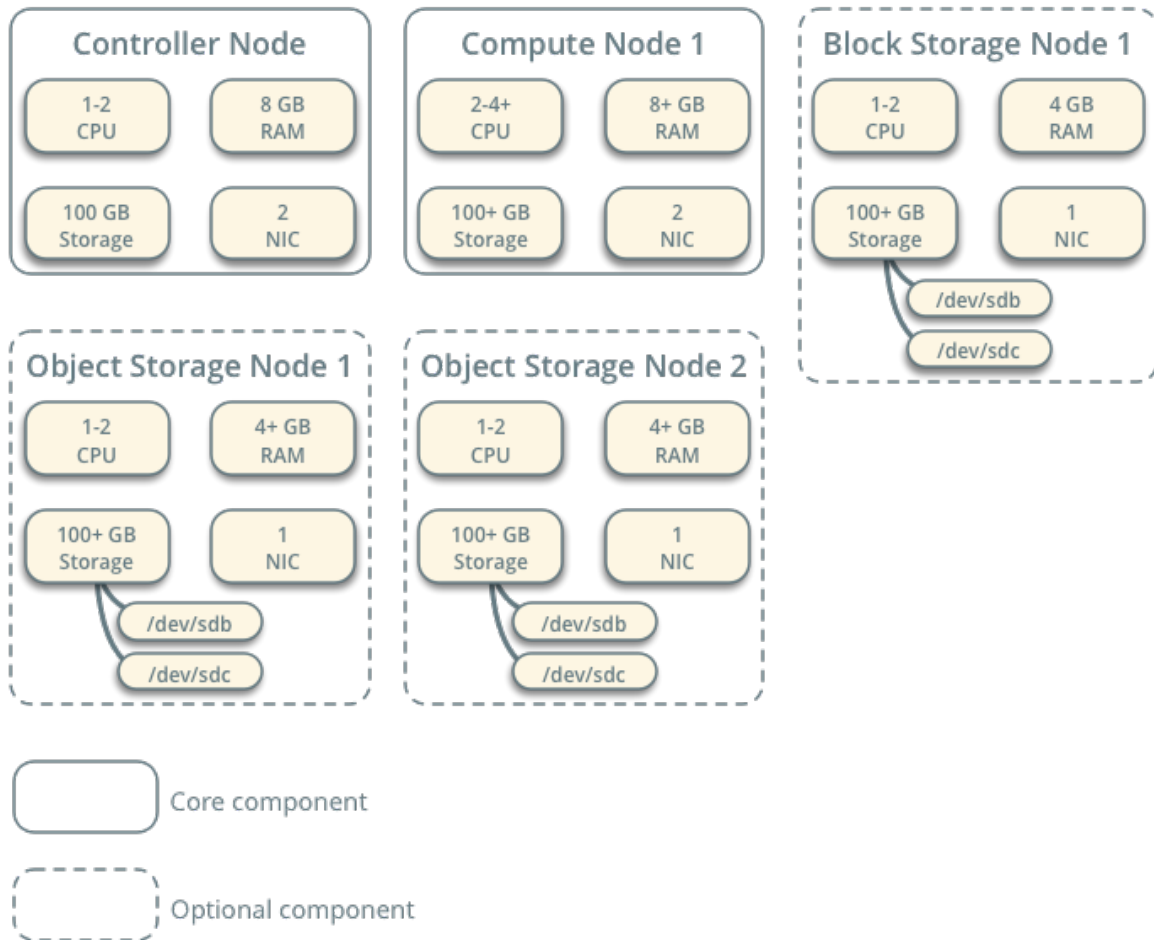 Controller Node
1-2
CPU
8 GB
RAM
100 GB
Storage
2
NIC
Compute Node 1
2-4+
CPU
8+ GB
RAM
100+ GB
Storage
2
NIC
Block Storage Node 1
1-2
CPU
4 GB
RAM
100+ GB
Storage
1
NIC
/dev/sdb
/dev/sdc
Object Storage Node 1
1-2
CPU
4+ GB
RAM
100+ GB
Storage
1
NIC
/dev/sdb
/dev/sdc
Object Storage Node 2
1-2
CPU
4+ GB
RAM
100+ GB
Storage
1
NIC
/dev/sdb
/dev/sdc
Core component
Optional component